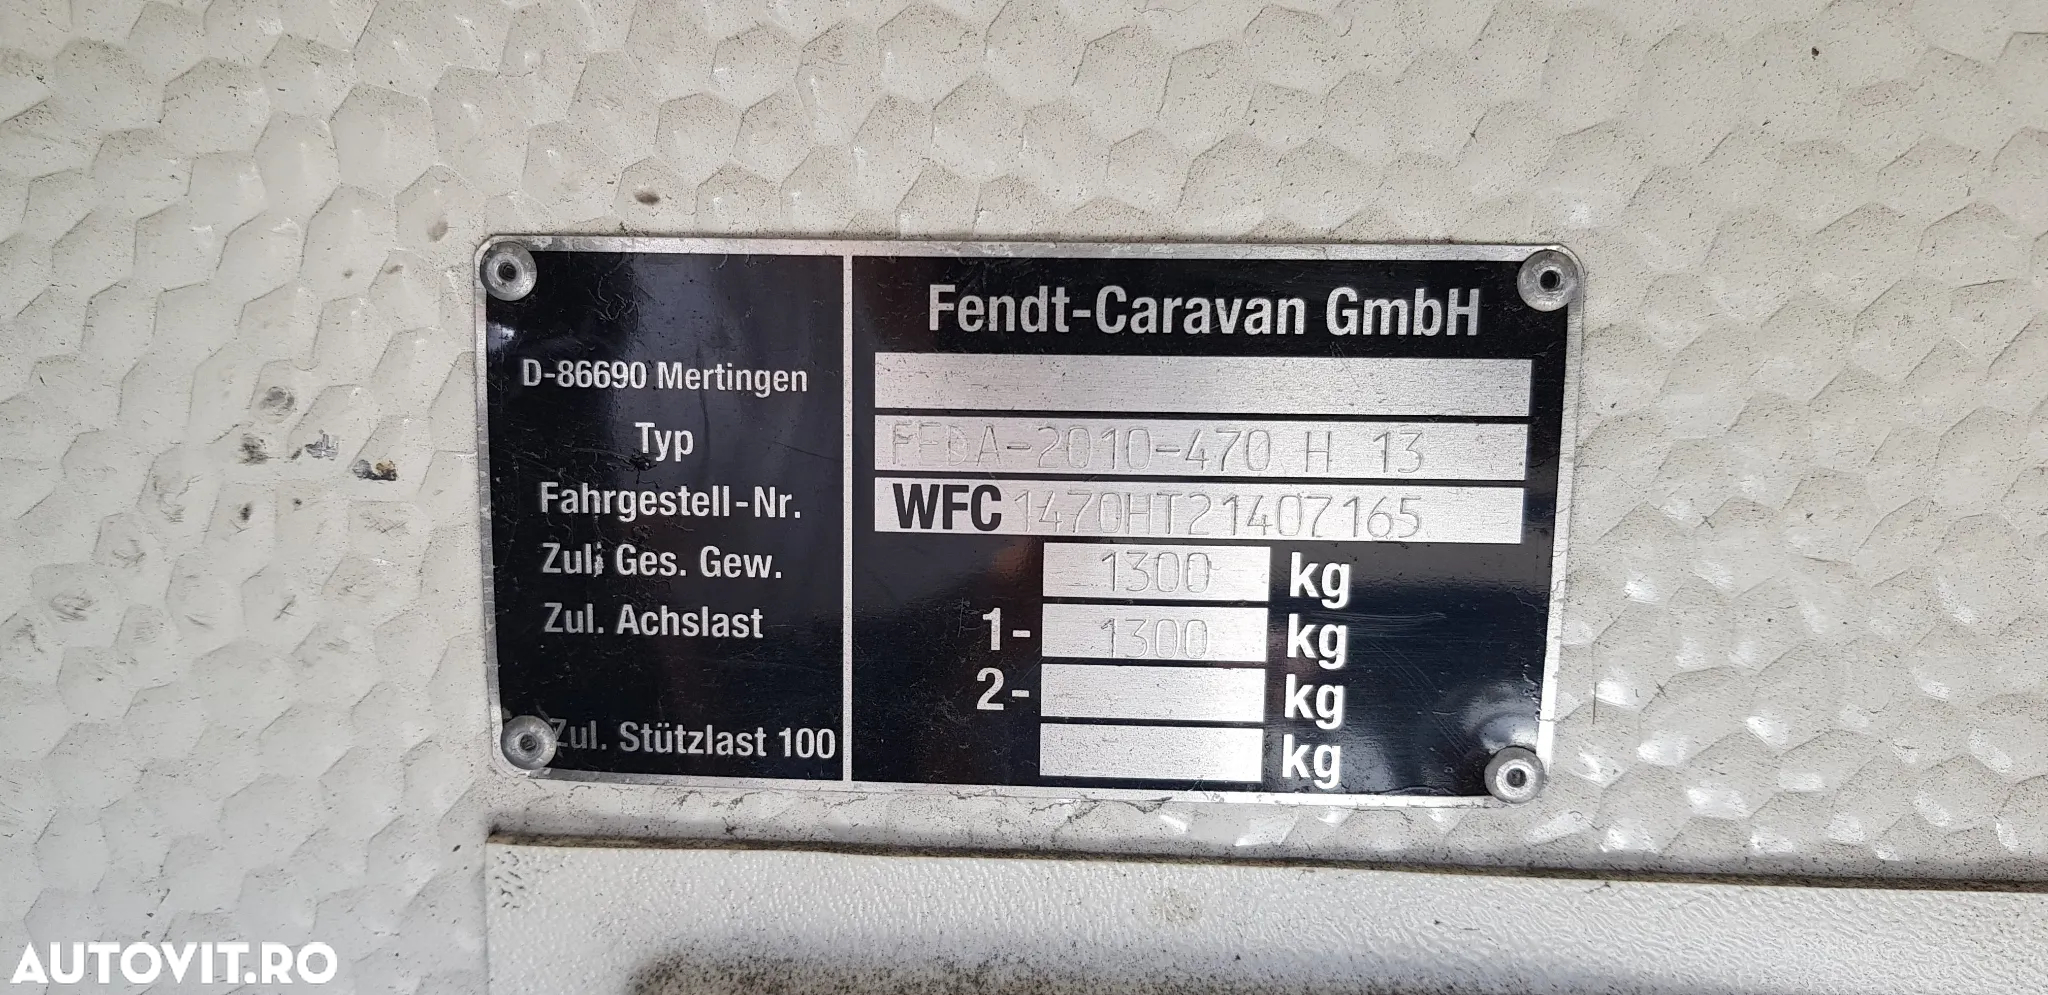 Fendt-Caravan GmbH
D-86690 Mertingen
Typ FFDA-2010-470 H 13
Fahrgestell-Nr. WFC 1470HT21407165
Zul. Ges. Gew. 1300 kg
Zul. Achslast 1- 1300 kg
2- kg
Zul. Stützlast 100 kg
AUTOVIT.RO